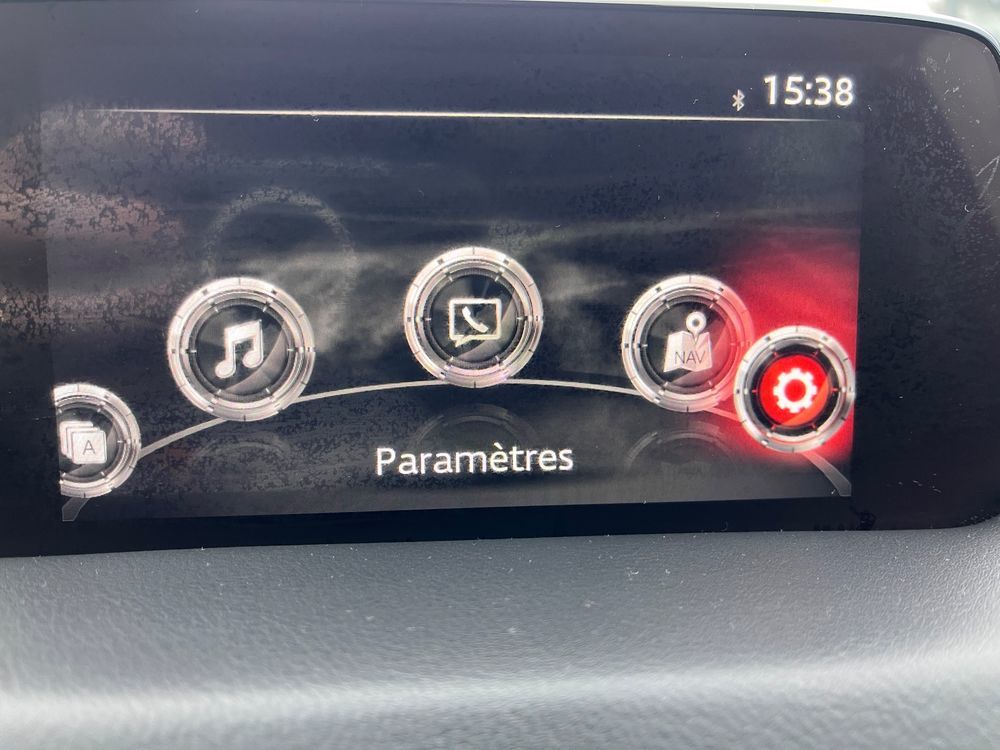 15:38
NAV
A
Paramètres